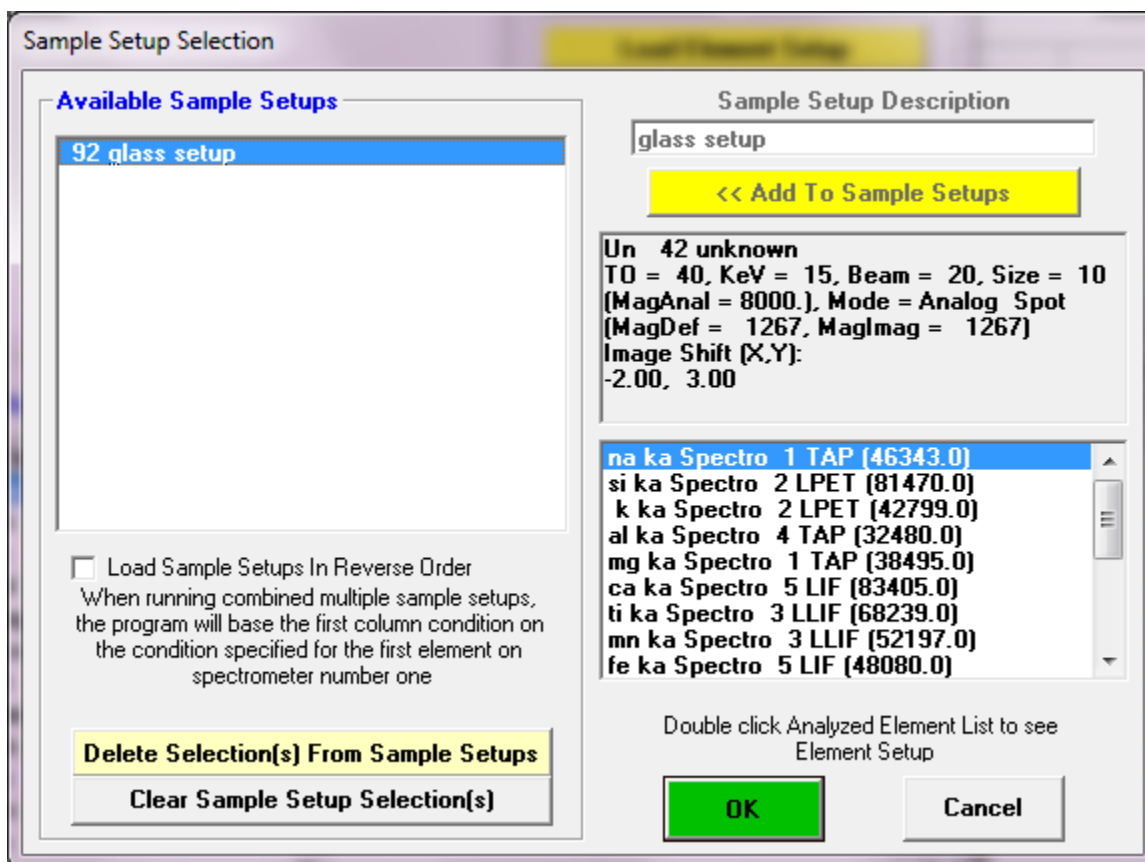 Sample Setup Selection
Load Element Setup
Available Sample Setups
92 glass setup
Load Sample Setups In Reverse Order
When running combined multiple sample setups,
the program will base the first column condition on
the condition specified for the first element on
spectrometer number one
Delete Selection(s) From Sample Setups
Clear Sample Setup Selection(s)
Sample Setup Description
glass setup
<< Add To Sample Setups
Un 42 unknown
TO = 40, KeV = 15, Beam = 20, Size = 10
(MagAnal = 8000.), Mode = Analog Spot
(MagDef = 1267, MagImag = 1267)
Image Shift (X,Y):
-2.00, 3.00
na ka Spectro 1 TAP (46343.0)
si ka Spectro 2 LPET (81470.0)
k ka Spectro 2 LPET (42799.0)
al ka Spectro 4 TAP (32480.0)
mg ka Spectro 1 TAP (38495.0)
ca ka Spectro 5 LIF (83405.0)
ti ka Spectro 3 LLIF (68239.0)
mn ka Spectro 3 LLIF (52197.0)
fe ka Spectro 5 LIF (48080.0)
Double click Analyzed Element List to see
Element Setup
OK
Cancel